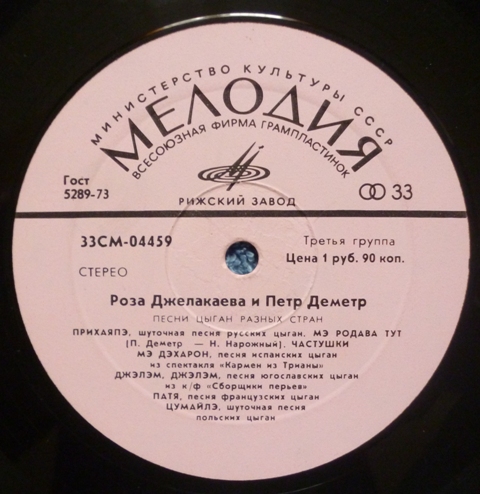 МИНИСТЕРСТВО КУЛЬТУРЫ СССР
МЕЛОДИЯ
ВСЕСОЮЗНАЯ ФИРМА ГРАМПЛАСТИНОК
Гост
5289-73
33
РИЖСКИЙ ЗАВОД
33СМ-04459
Третья группа
Цена 1 руб. 90 коп.
СТЕРЕО
Роза Джелакаева и Петр Деметр
ПЕСНИ ЦЫГАН РАЗНЫХ СТРАН
ПРИХАЯПЭ, шуточная песня русских цыган. МЭ РОДАВА ТУТ
[П. Деметр — Н. Нарожный]. ЧАСТУШКИ
МЭ ДЭХАРОН, песня испанских цыган
из спектакля «Кармен из Трианы»
ДЖЭЛЭМ, ДЖЭЛЭМ, песня югославских цыган
из к/ф «Сборщики перьев»
ПАТЯ, песня французских цыган
ЦУМАЙЛЭ, шуточная песня
польских цыган